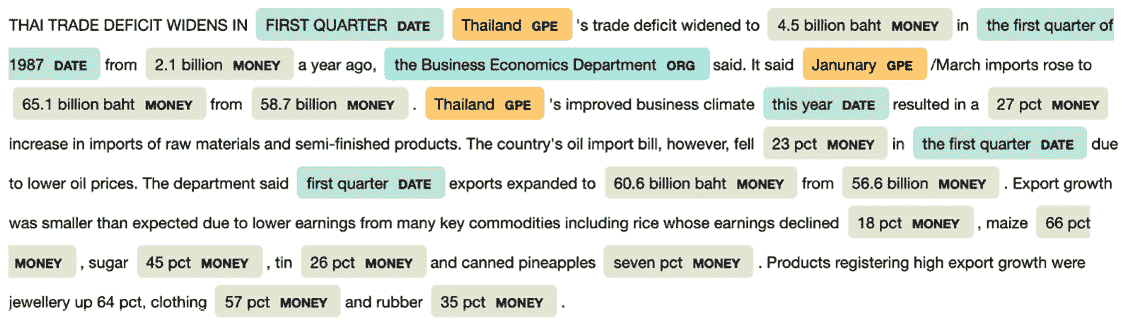 THAI TRADE DEFICIT WIDENS IN FIRST QUARTER DATE Thailand GPE 's trade deficit widened to 4.5 billion baht MONEY in the first quarter of
1987 DATE from 2.1 billion MONEY a year ago, the Business Economics Department ORG said. It said Janunary GPE /March imports rose to
65.1 billion baht MONEY from 58.7 billion MONEY . Thailand GPE 's improved business climate this year DATE resulted in a 27 pct MONEY
increase in imports of raw materials and semi-finished products. The country's oil import bill, however, fell 23 pct MONEY in the first quarter DATE due
to lower oil prices. The department said first quarter DATE exports expanded to 60.6 billion baht MONEY from 56.6 billion MONEY . Export growth
was smaller than expected due to lower earnings from many key commodities including rice whose earnings declined 18 pct MONEY , maize 66 pct
MONEY , sugar 45 pct MONEY , tin 26 pct MONEY and canned pineapples seven pct MONEY . Products registering high export growth were
jewellery up 64 pct, clothing 57 pct MONEY and rubber 35 pct MONEY .